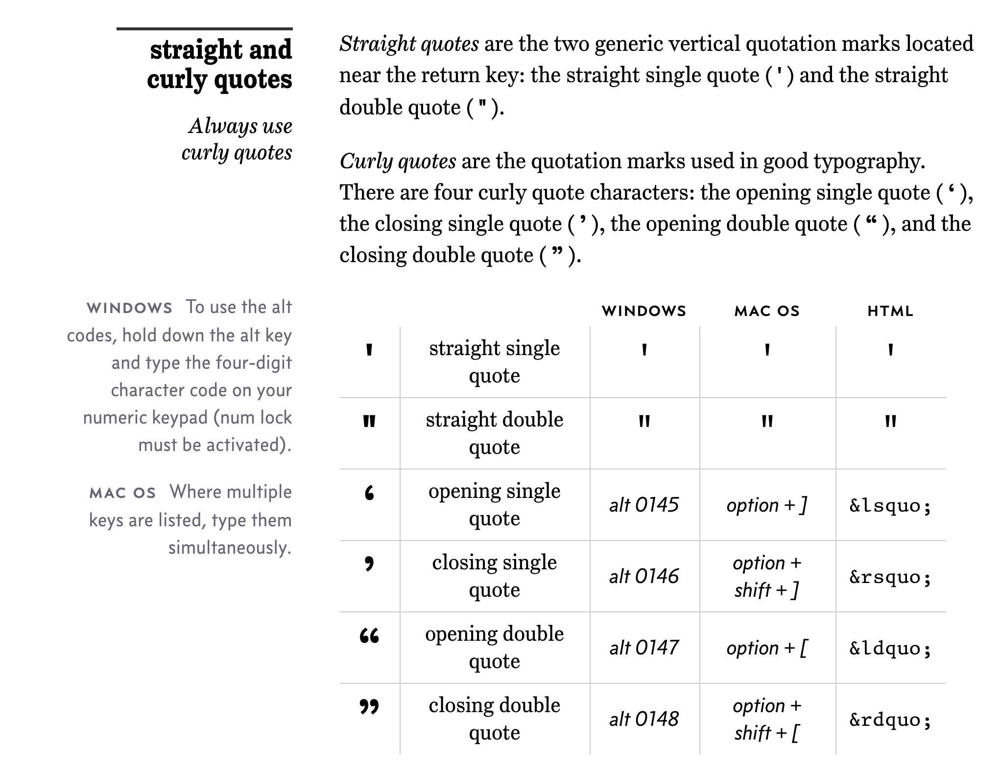 straight and
curly quotes
Always use
curly quotes
Straight quotes are the two generic vertical quotation marks located
near the return key: the straight single quote ( ' ) and the straight
double quote ( " ).
Curly quotes are the quotation marks used in good typography.
There are four curly quote characters: the opening single quote ( ‘ ),
the closing single quote ( ’ ), the opening double quote ( “ ), and the
closing double quote ( ” ).
WINDOWS To use the alt
codes, hold down the alt key
and type the four-digit
character code on your
numeric keypad (num lock
must be activated).
MAC OS Where multiple
keys are listed, type them
simultaneously.
WINDOWS MAC OS HTML
' straight single quote ' ' '
" straight double quote " " "
‘ opening single quote alt 0145 option + ] &lsquo;
’ closing single quote alt 0146 option + shift + ] &rsquo;
“ opening double quote alt 0147 option + [ &ldquo;
” closing double quote alt 0148 option + shift + [ &rdquo;